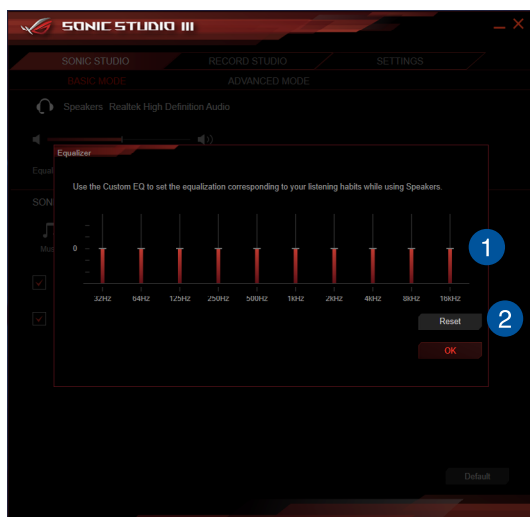 SONIC STUDIO III
SONIC STUDIO RECORD STUDIO SETTINGS
BASIC MODE ADVANCED MODE
Speakers Realtek High Definition Audio
Equalizer
Use the Custom EQ to set the equalization corresponding to your listening habits while using Speakers.
0
1
32Hz 64Hz 125Hz 250Hz 500Hz 1kHz 2kHz 4kHz 8kHz 16kHz
Reset
2
OK
Default